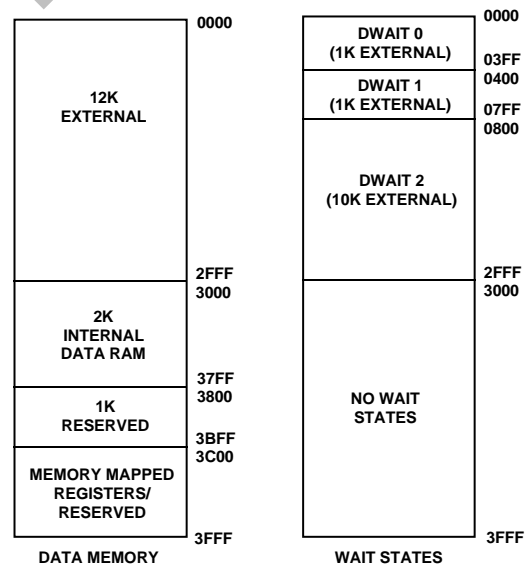 0000
12K
EXTERNAL
2FFF
3000
2K
INTERNAL
DATA RAM
37FF
3800
1K
RESERVED
3BFF
3C00
MEMORY MAPPED
REGISTERS/
RESERVED
3FFF
DATA MEMORY
0000
DWAIT 0
(1K EXTERNAL)
03FF
0400
DWAIT 1
(1K EXTERNAL)
07FF
0800
DWAIT 2
(10K EXTERNAL)
2FFF
3000
NO WAIT
STATES
3FFF
WAIT STATES